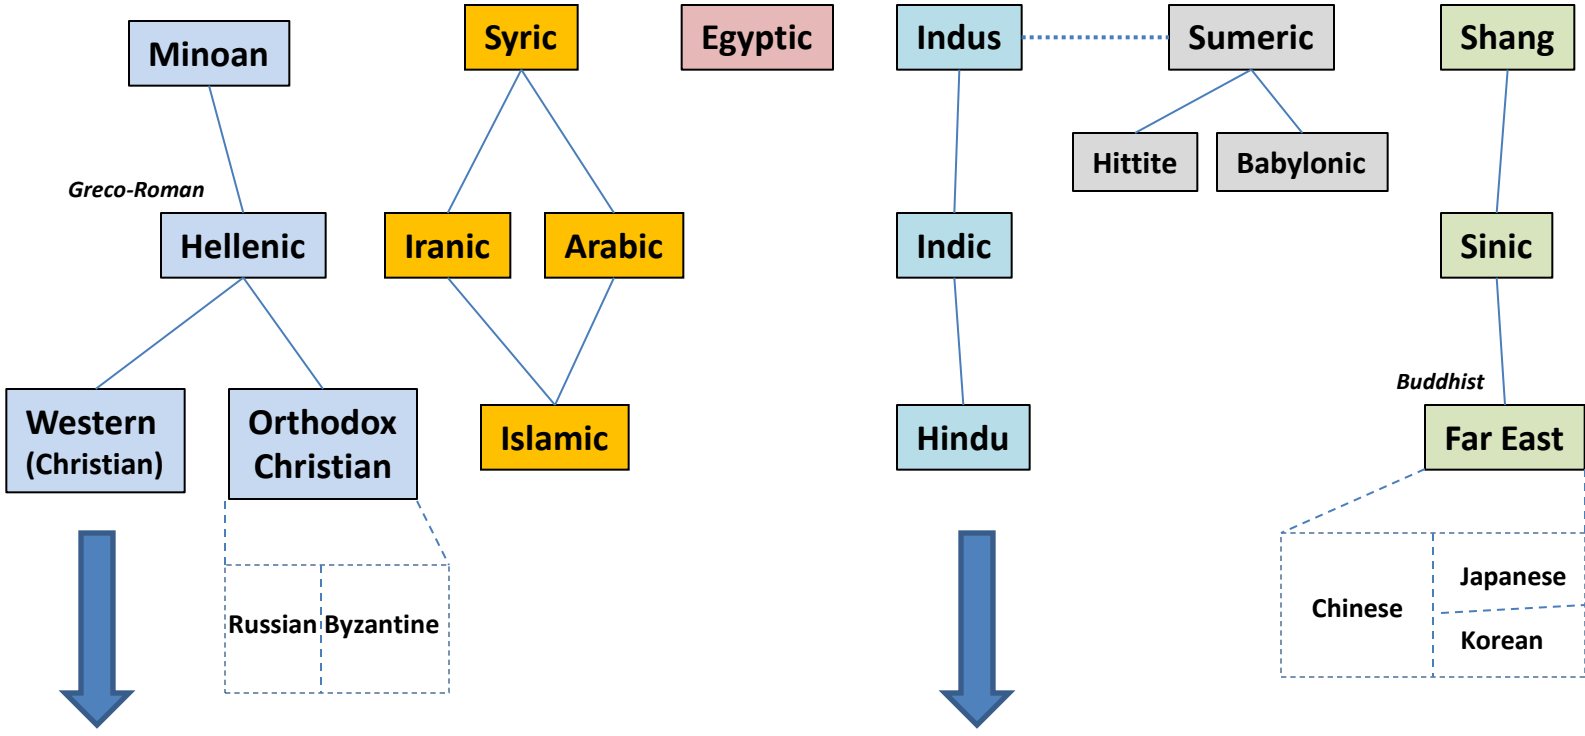 Minoan
Syric
Egyptic
Indus
Sumeric
Shang
Hittite
Babylonic
Greco-Roman
Hellenic
Iranic
Arabic
Indic
Sinic
Buddhist
Western
(Christian)
Orthodox
Christian
Islamic
Hindu
Far East
Russian
Byzantine
Chinese
Japanese
Korean